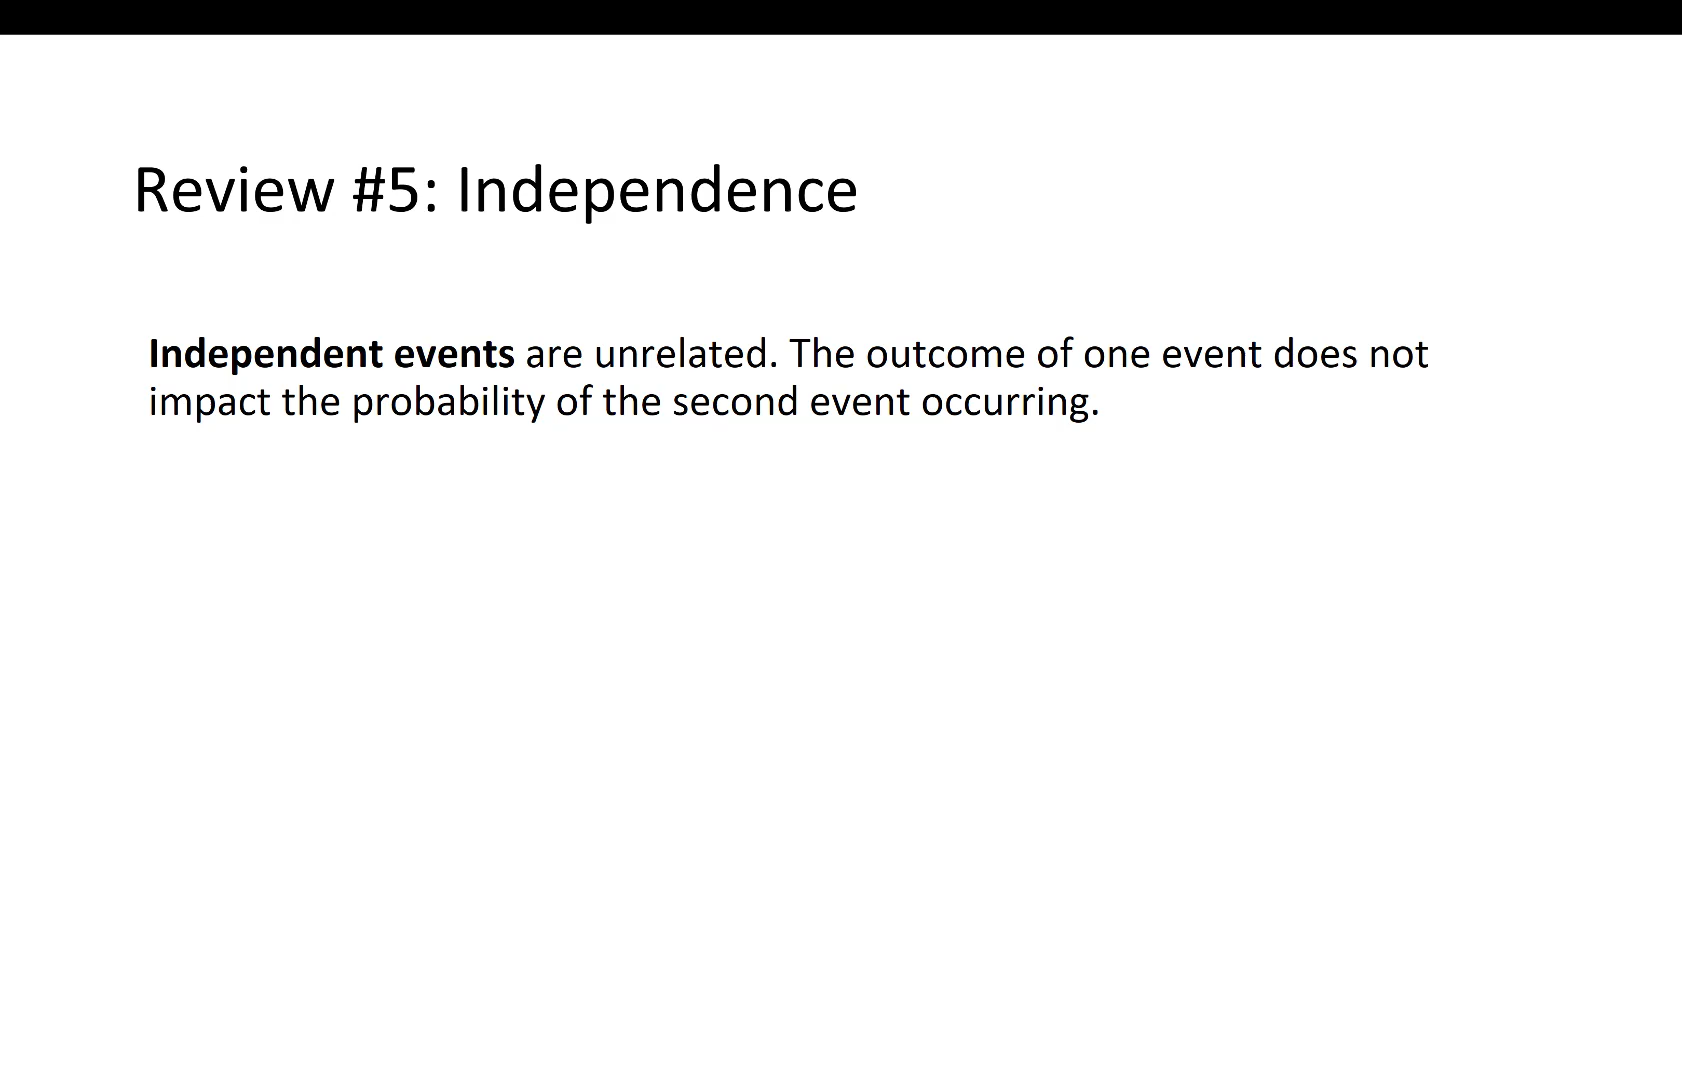 Review #5: Independence
Independent events are unrelated. The outcome of one event does not
impact the probability of the second event occurring.